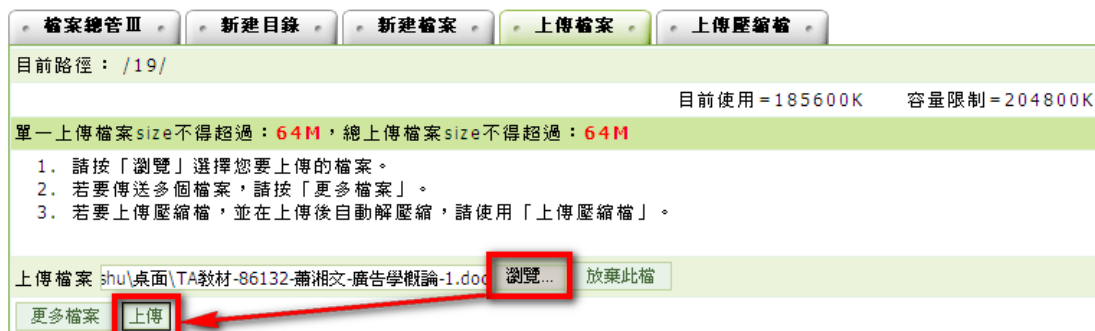 檔案總管Ⅲ 新建目錄 新建檔案 上傳檔案 上傳壓縮檔
目前路徑： /19/
目前使用=185600K 容量限制=204800K
單一上傳檔案size不得超過：64M，總上傳檔案size不得超過：64M
1. 請按「瀏覽」選擇您要上傳的檔案。
2. 若要傳送多個檔案，請按「更多檔案」。
3. 若要上傳壓縮檔，並在上傳後自動解壓縮，請使用「上傳壓縮檔」。
上傳檔案 shu\桌面\TA教材-86132-蕭湘文-廣告學概論-1.doc 瀏覽... 放棄此檔
更多檔案 上傳